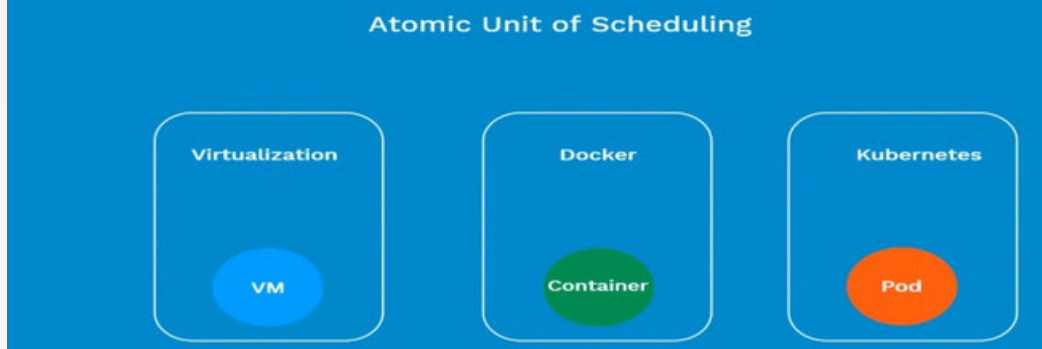 Atomic Unit of Scheduling
Virtualization
Docker
Kubernetes
VM
Container
Pod